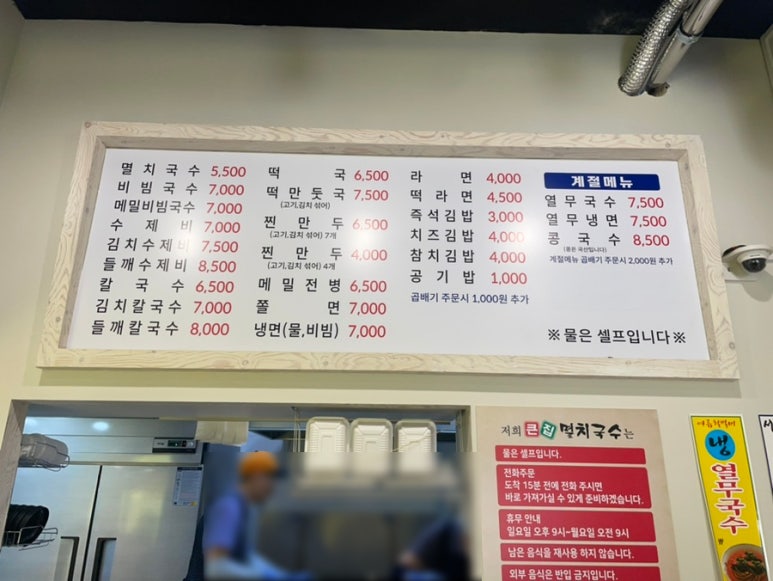 멸치국수 5,500
비빔국수 7,000
메밀비빔국수 7,000
수제비 7,000
김치수제비 7,500
들깨수제비 8,500
칼국수 6,500
김치칼국수 7,000
들깨칼국수 8,000
떡국 6,500
떡만둣국 7,500
(고기,김치 섞어)
찐만두 6,500
(고기,김치 섞어) 7개
찐만두 4,000
(고기,김치 섞어) 4개
메밀전병 6,500
쫄면 7,000
냉면(물,비빔) 7,000
라면 4,000
떡라면 4,500
즉석김밥 3,000
치즈김밥 4,000
참치김밥 4,000
공기밥 1,000
곱배기 주문시 1,000원 추가
계절메뉴
열무국수 7,500
열무냉면 7,500
콩국수 8,500
(콩은 국산입니다)
계절메뉴 곱배기 주문시 2,000원 추가
※물은 셀프입니다※
저희 큰집 멸치국수는
물은 셀프입니다.
전화주문
도착 15분 전에 전화 주시면
바로 가져가실 수 있게 준비하겠습니다.
휴무 안내
일요일 오후 9시~월요일 오전 9시
남은 음식을 재사용 하지 않습니다.
외부 음식은 반입 금지입니다.
냉
열무국수